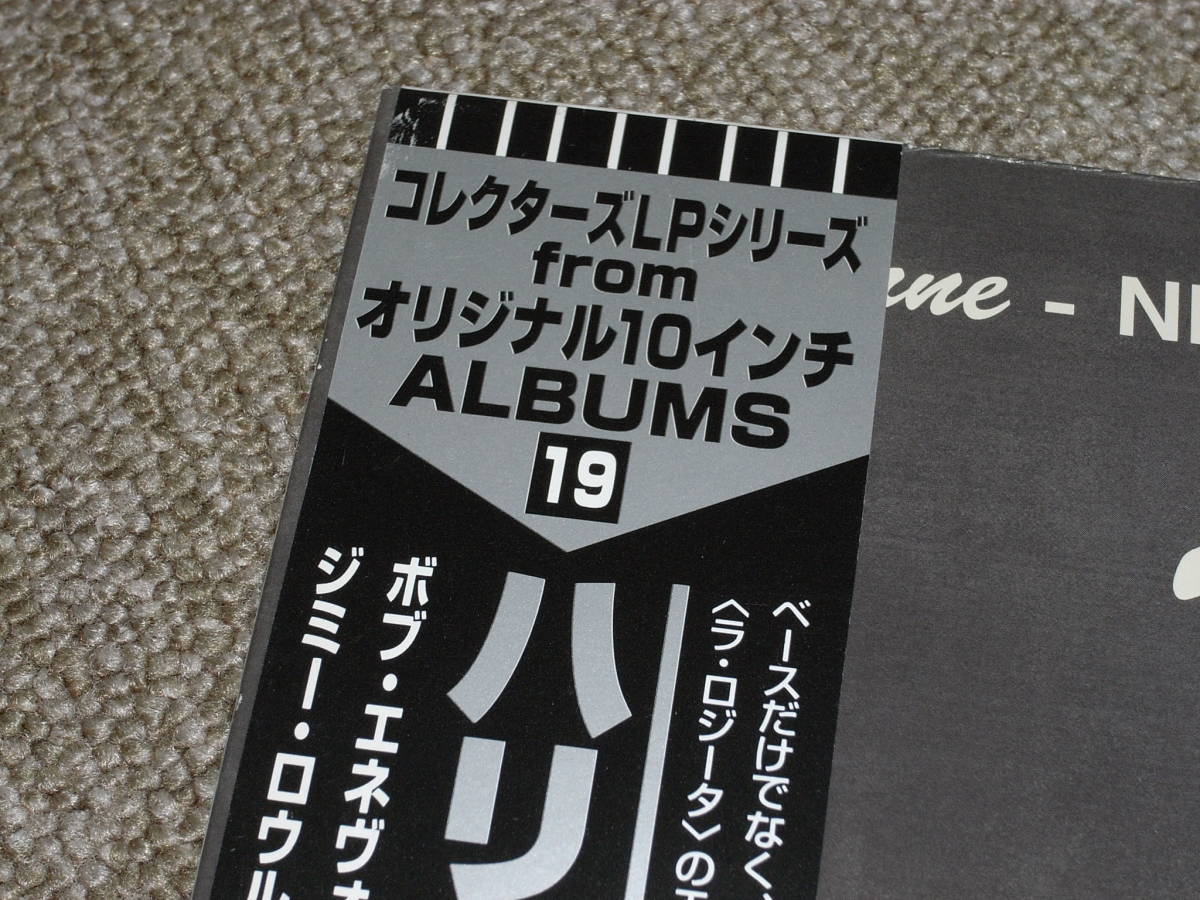 コレクターズLPシリーズ
from
オリジナル10インチ
ALBUMS
19
ne - N
ベースだけでなく、
〈ラ・ロジータ〉の
ハリ
ボブ・エネヴォ
ジミー・ロウル